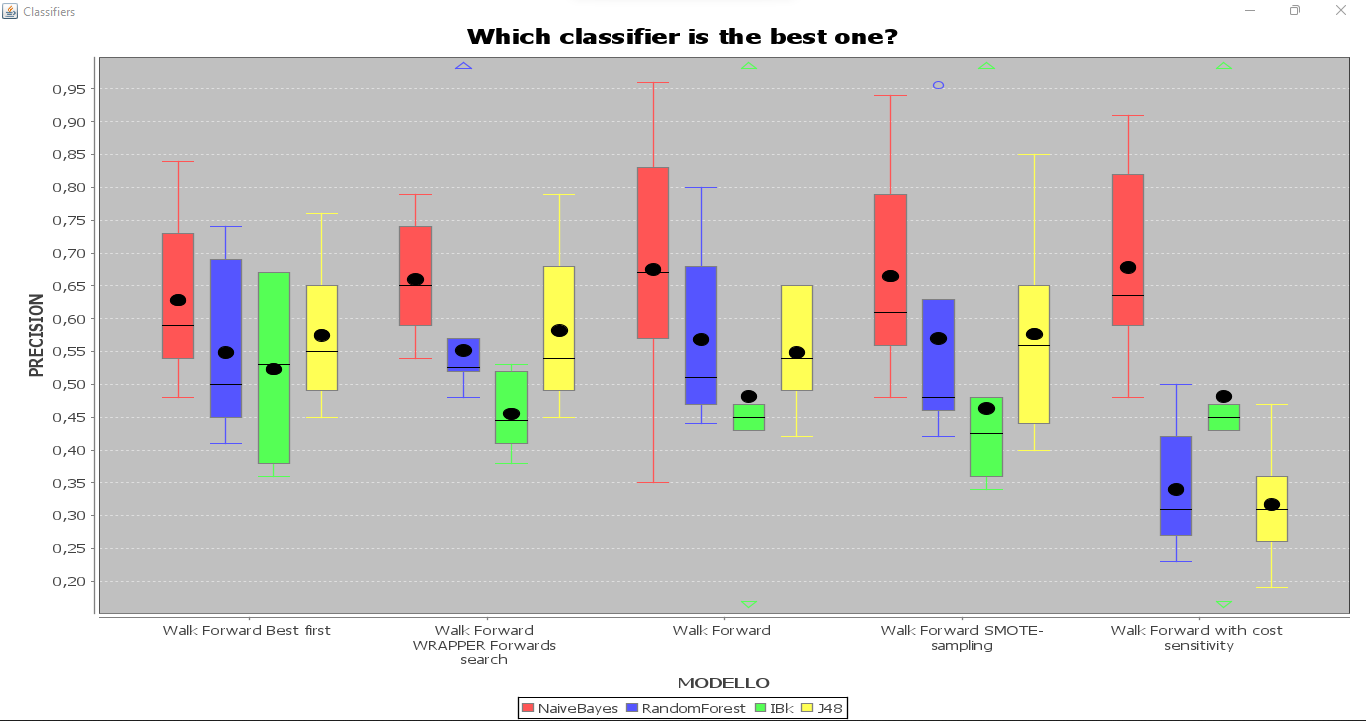 Classifiers
Which classifier is the best one?
PRECISION
0,95
0,90
0,85
0,80
0,75
0,70
0,65
0,60
0,55
0,50
0,45
0,40
0,35
0,30
0,25
0,20
Walk Forward Best first
Walk Forward
WRAPPER Forwards
search
Walk Forward
Walk Forward SMOTE-
sampling
Walk Forward with cost
sensitivity
MODELLO
NaiveBayes RandomForest IBk J48